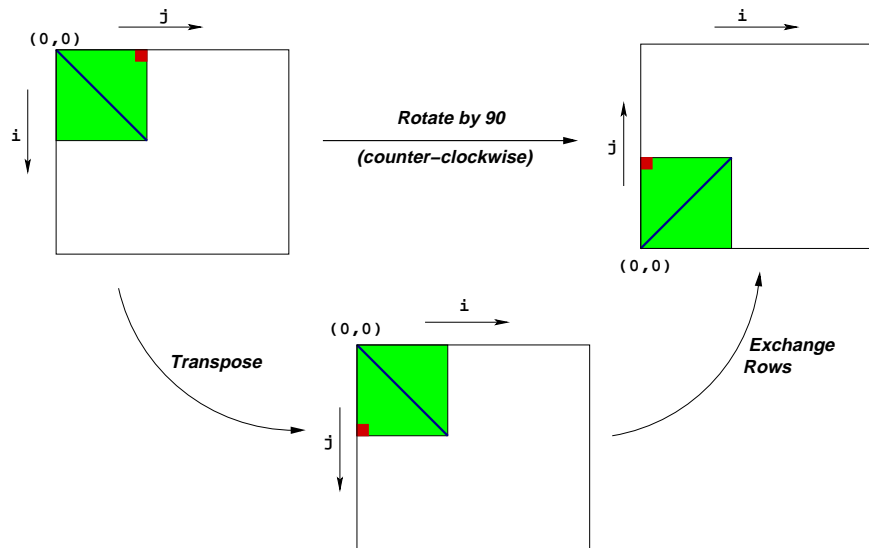 j
(0,0)
i
Rotate by 90
(counter−clockwise)
i
j
(0,0)
Transpose
i
(0,0)
j
Exchange
Rows